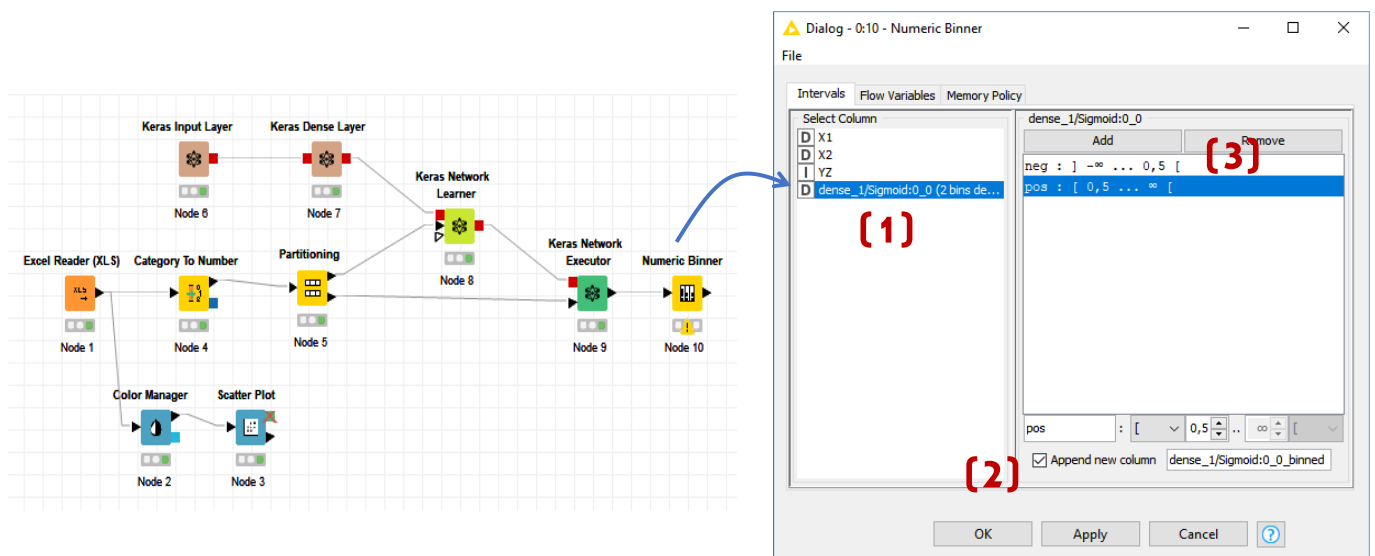 Keras Input Layer
Node 6
Keras Dense Layer
Node 7
Keras Network
Learner
Node 8
Excel Reader (XLS)
XLS
Node 1
Category To Number
Node 4
Partitioning
Node 5
Keras Network
Executor
Node 9
Numeric Binner
Node 10
Color Manager
Node 2
Scatter Plot
Node 3
Dialog - 0:10 - Numeric Binner
File
Intervals Flow Variables Memory Policy
Select Column
D X1
D X2
I YZ
D dense_1/Sigmoid:0_0 (2 bins de...
(1)
dense_1/Sigmoid:0_0
Add Remove
(3)
neg : ] -∞ ... 0,5 [
pos : [ 0,5 ... ∞ [
pos : [ 0,5 .. ∞ [
(2)
Append new column dense_1/Sigmoid:0_0_binned
OK Apply Cancel ?